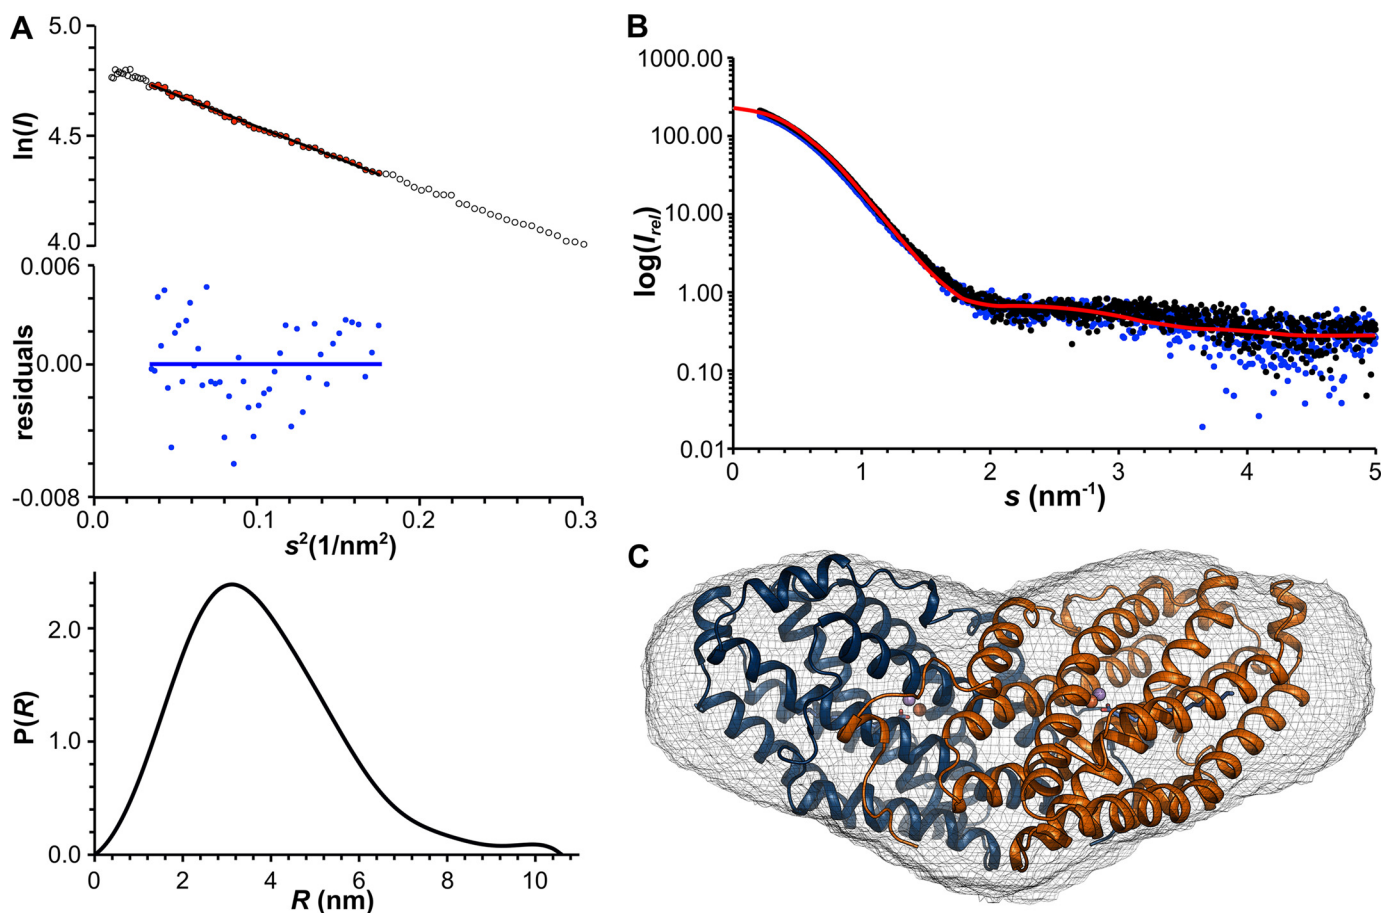 A
5.0
4.5
4.0
ln(I)
0.006
0.00
-0.008
residuals
0.0 0.1 0.2 0.3
s²(1/nm²)
2.0
1.0
0.0
P(R)
0 2 4 6 8 10
R (nm)
B
1000.00
100.00
10.00
1.00
0.10
0.01
log(Irel)
0 1 2 3 4 5
s (nm⁻¹)
C